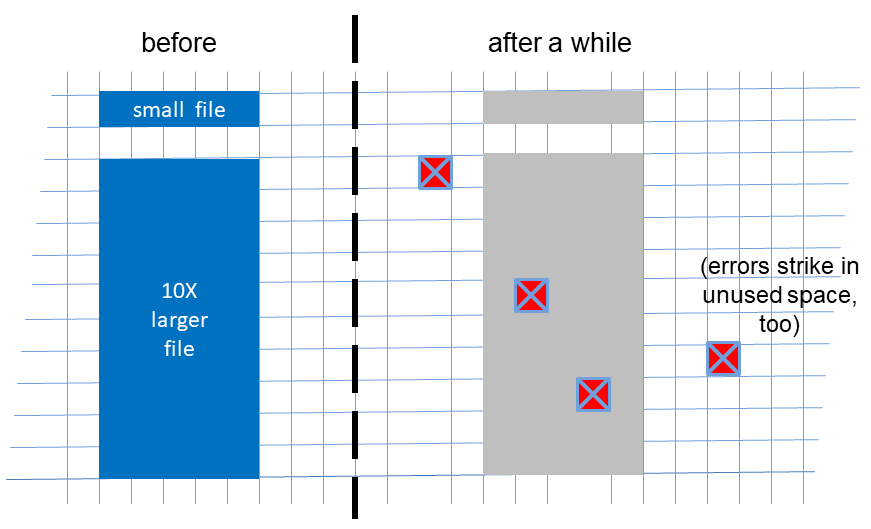 before
after a while
small file
10X
larger
file
(errors strike in
unused space,
too)